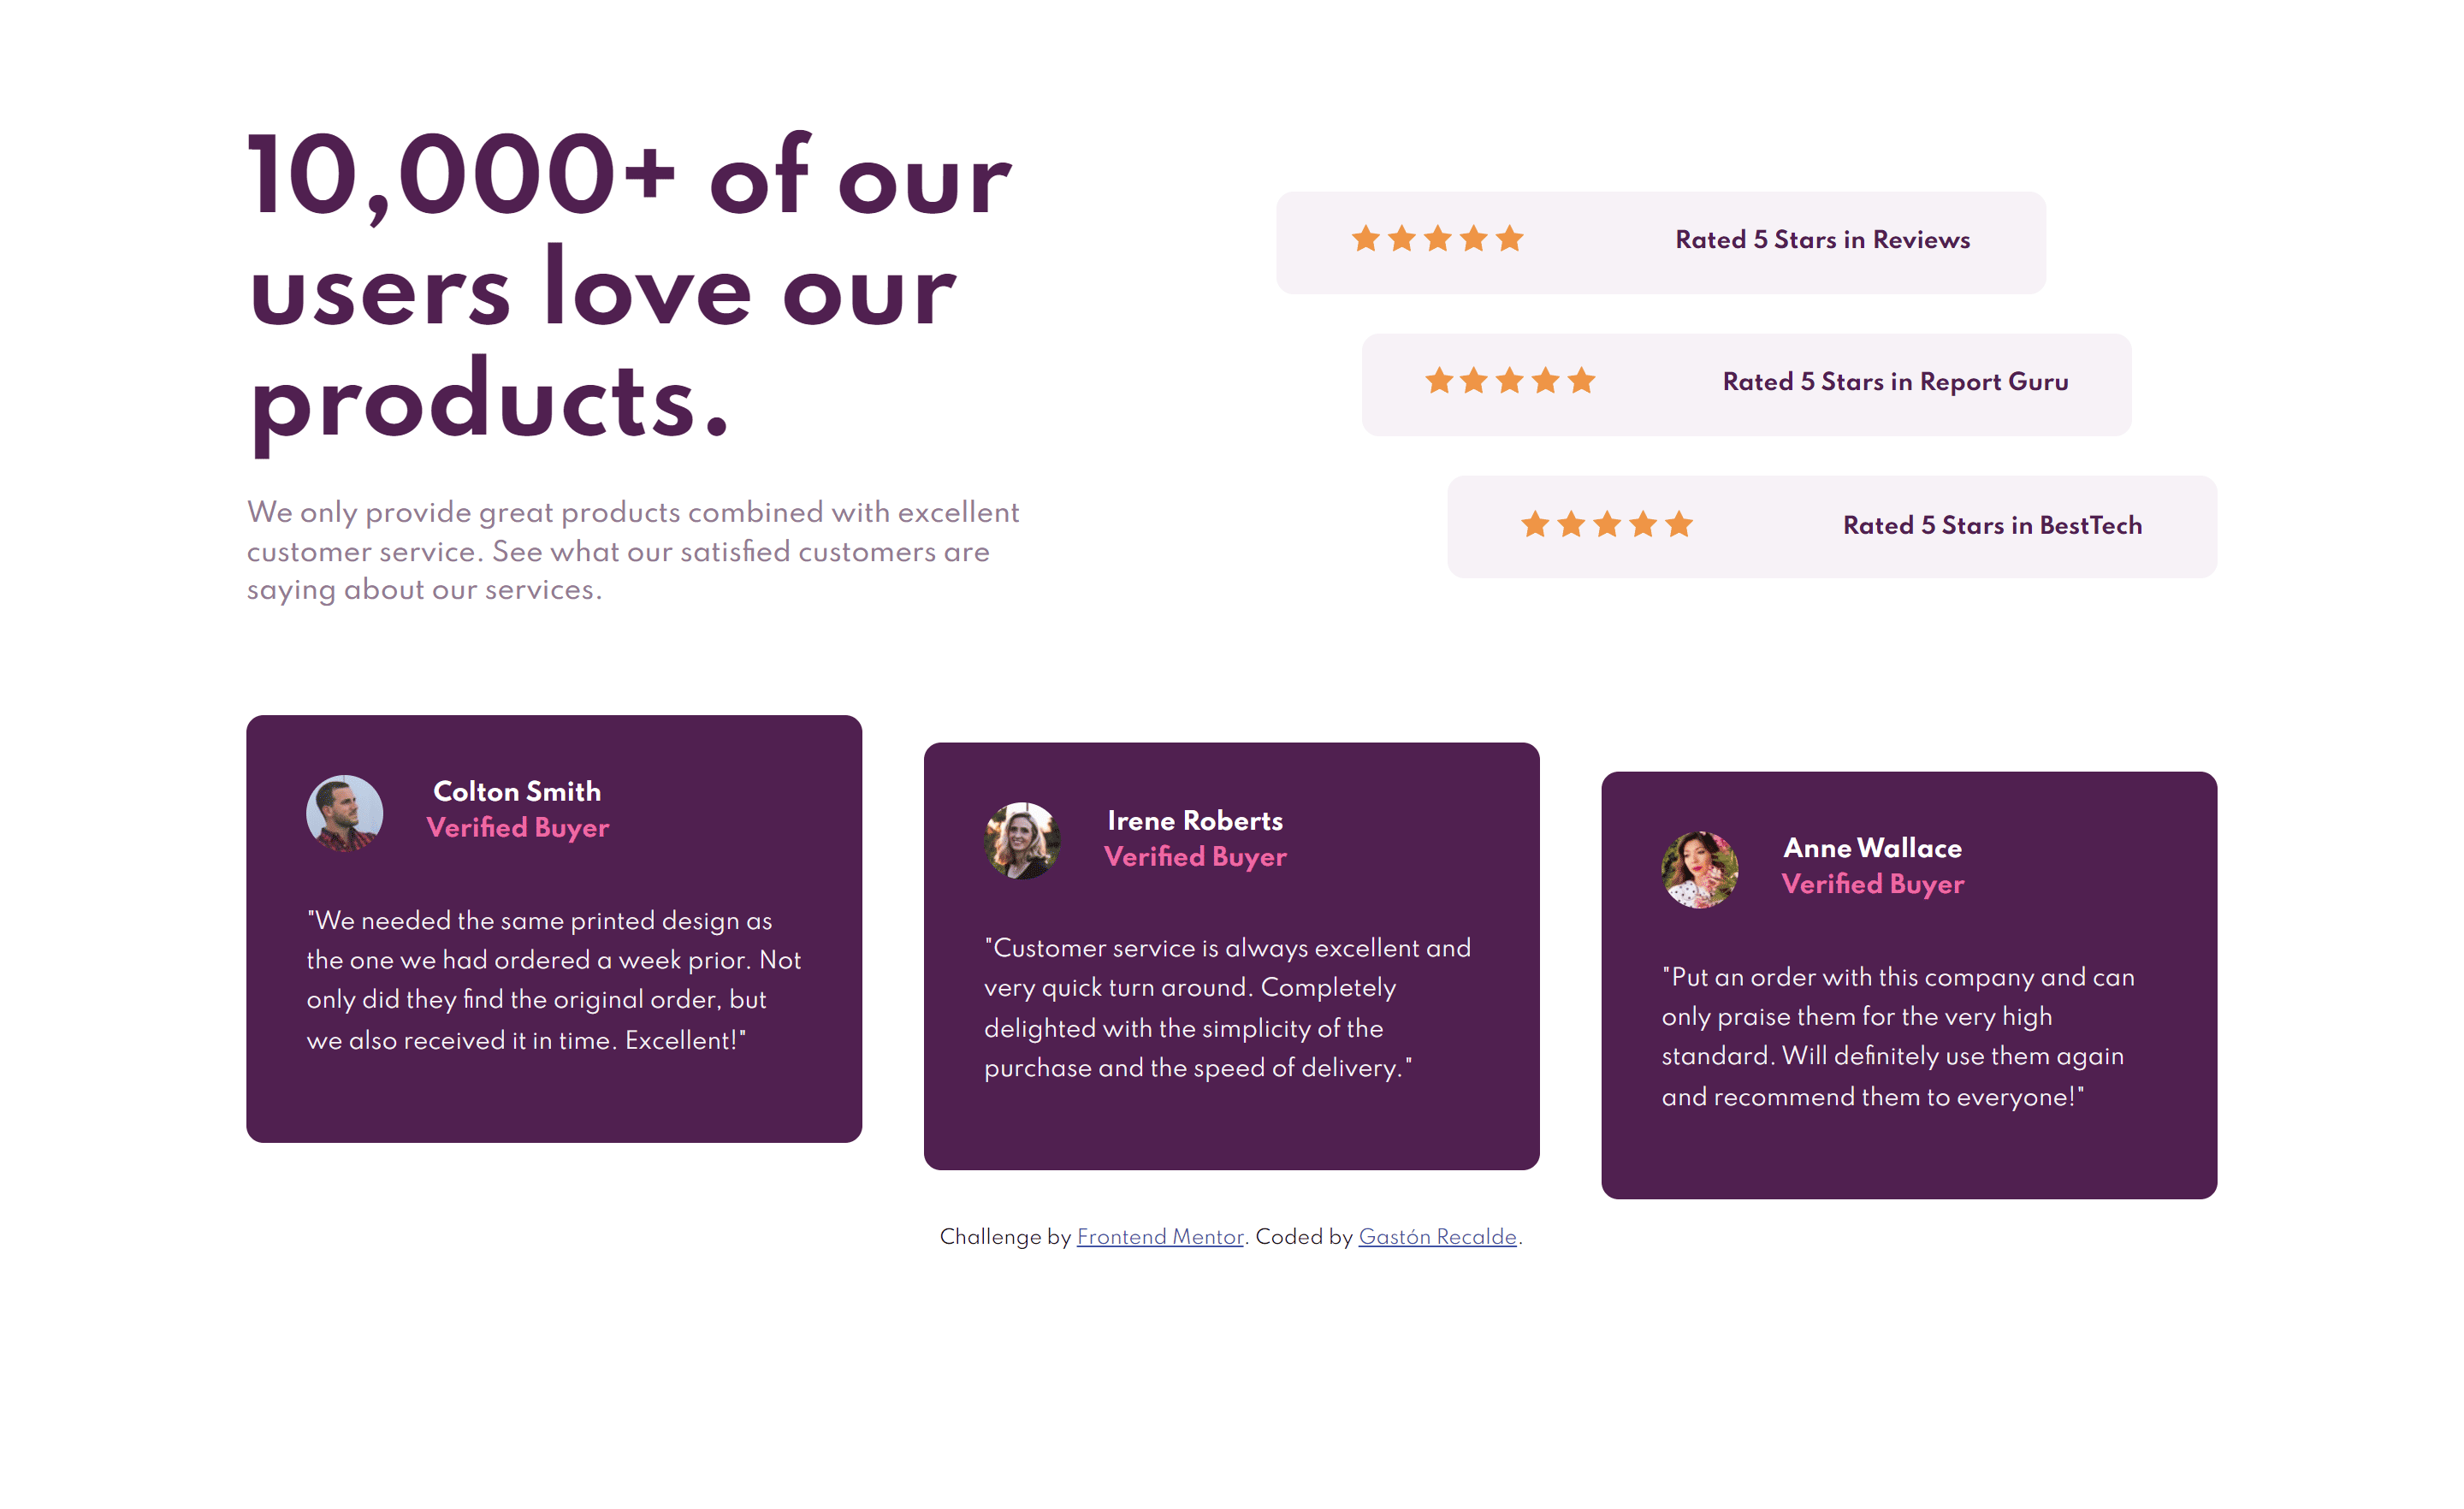 10,000+ of our
users love our
products.
We only provide great products combined with excellent
customer service. See what our satisfied customers are
saying about our services.
Rated 5 Stars in Reviews
Rated 5 Stars in Report Guru
Rated 5 Stars in BestTech
Colton Smith
Verified Buyer
"We needed the same printed design as
the one we had ordered a week prior. Not
only did they find the original order, but
we also received it in time. Excellent!"
Irene Roberts
Verified Buyer
"Customer service is always excellent and
very quick turn around. Completely
delighted with the simplicity of the
purchase and the speed of delivery."
Anne Wallace
Verified Buyer
"Put an order with this company and can
only praise them for the very high
standard. Will definitely use them again
and recommend them to everyone!"
Challenge by Frontend Mentor. Coded by Gastón Recalde.